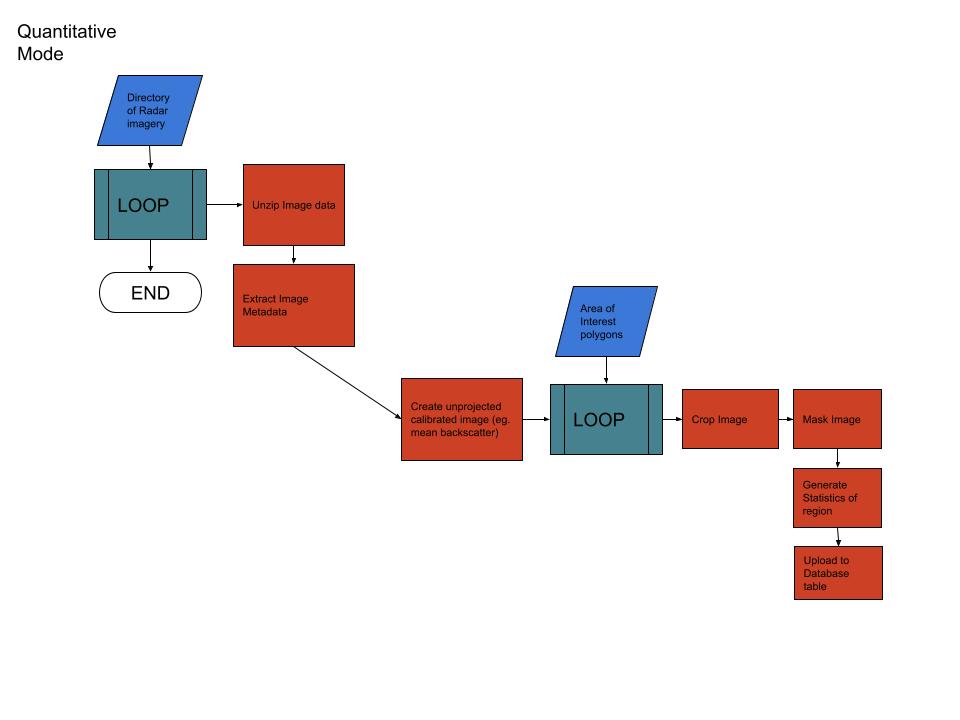 Quantitative
Mode
Directory
of Radar
imagery
LOOP
Unzip Image data
END
Extract Image
Metadata
Area of
Interest
polygons
Create unprojected
calibrated image (eg.
mean backscatter)
LOOP
Crop Image
Mask Image
Generate
Statistics of
region
Upload to
Database
table